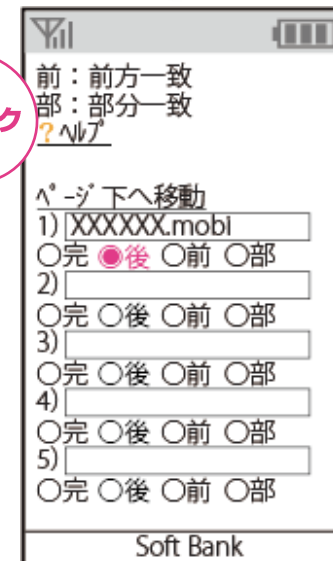 前：前方一致
部：部分一致
ク
?ﾍﾙﾌﾟ
ﾍﾟｰｼﾞ下へ移動
1) XXXXXX.mobi
○完 ◉後 ○前 ○部
2)
○完 ○後 ○前 ○部
3)
○完 ○後 ○前 ○部
4)
○完 ○後 ○前 ○部
5)
○完 ○後 ○前 ○部
Soft Bank